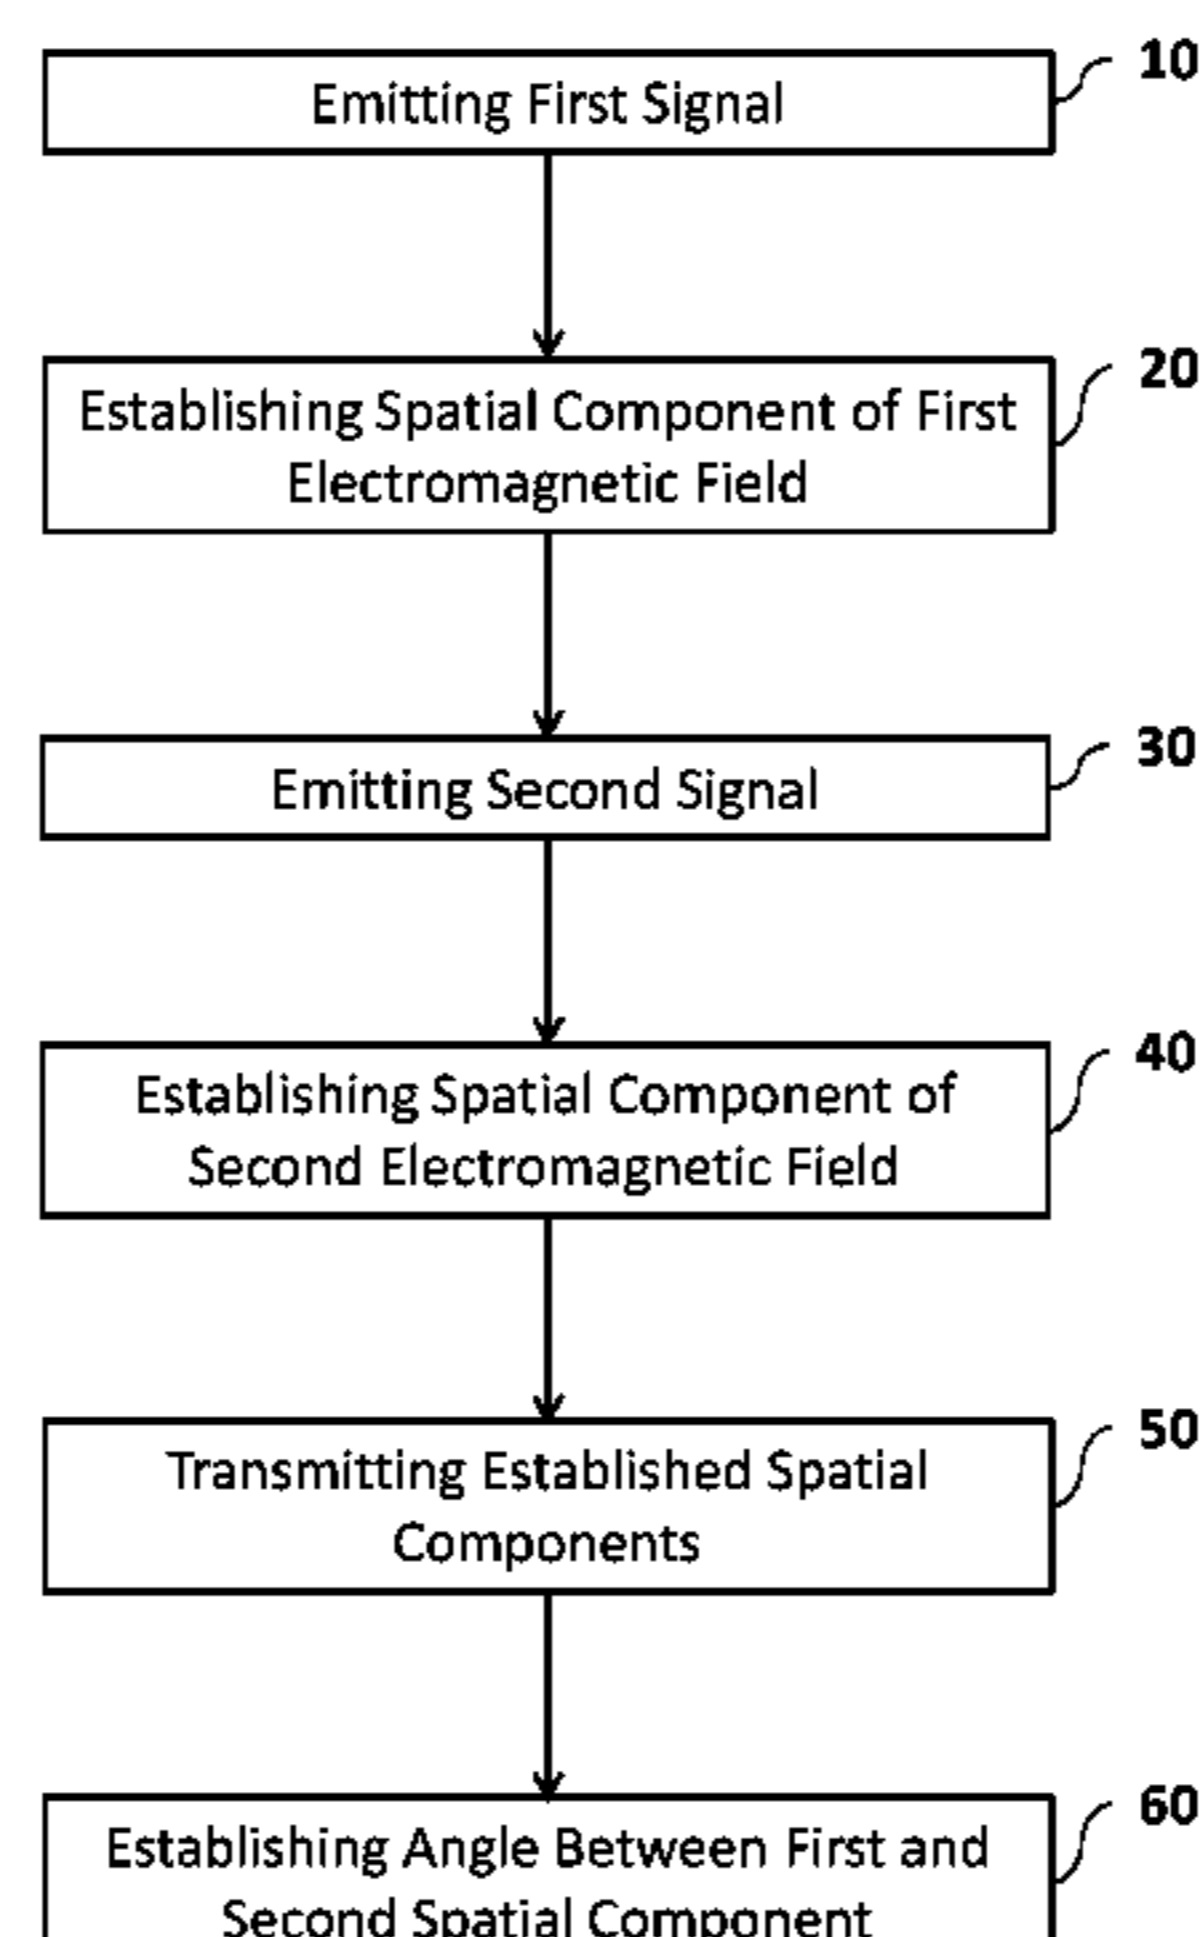 10
Emitting First Signal
20
Establishing Spatial Component of First
Electromagnetic Field
30
Emitting Second Signal
40
Establishing Spatial Component of
Second Electromagnetic Field
50
Transmitting Established Spatial
Components
60
Establishing Angle Between First and
Second Spatial Component